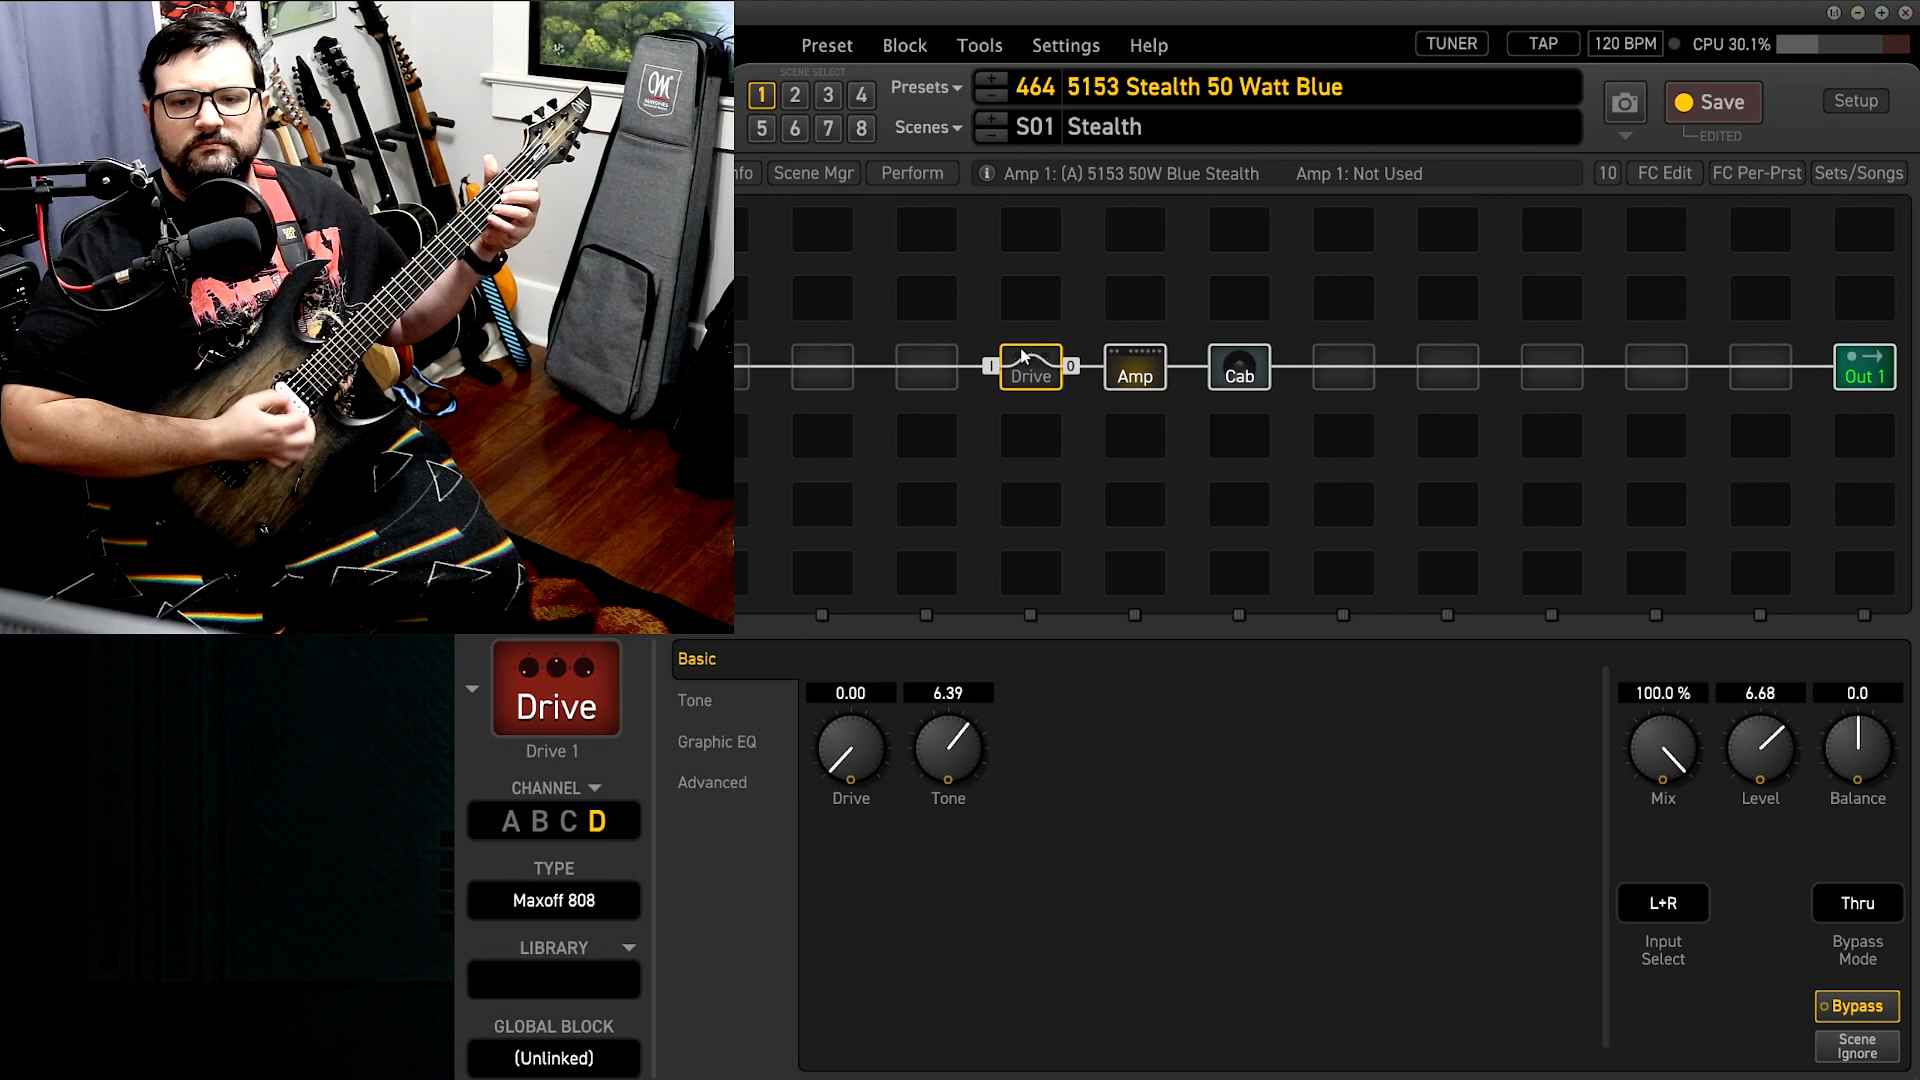 Preset Block Tools Settings Help
TUNER TAP 120 BPM CPU 30.1%
SCENE SELECT
1 2 3 4
5 6 7 8
Presets 464 5153 Stealth 50 Watt Blue
Scenes S01 Stealth
Save
EDITED
Setup
nfo Scene Mgr Perform
Amp 1: (A) 5153 50W Blue Stealth Amp 1: Not Used
10 FC Edit FC Per-Prst Sets/Songs
I Drive O Amp Cab Out 1
Drive
Drive 1
CHANNEL
A B C D
TYPE
Maxoff 808
LIBRARY
GLOBAL BLOCK
(Unlinked)
Basic
Tone
Graphic EQ
Advanced
0.00 6.39
Drive Tone
100.0 % 6.68 0.0
Mix Level Balance
L+R Thru
Input Select
Bypass Mode
Bypass
Scene Ignore